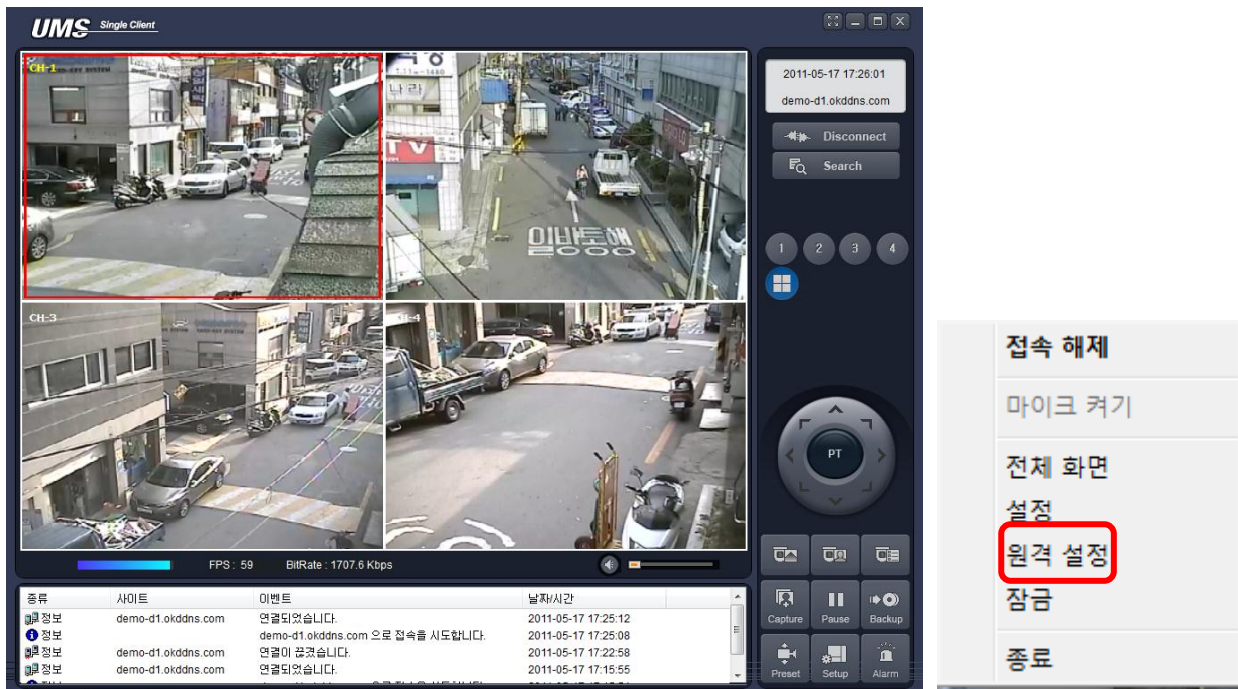 UMS Single Client
CH-1
2011-05-17 17:26:01
demo-d1.okddns.com
Disconnect
Search
1 2 3 4
나라
TV
일방통행
CH-3
PT
FPS : 59 BitRate : 1707.6 Kbps
Capture Pause Backup
Preset Setup Alarm
종류 사이트 이벤트 날짜/시간
정보 demo-d1.okddns.com 연결되었습니다. 2011-05-17 17:25:12
정보 demo-d1.okddns.com 으로 접속을 시도합니다. 2011-05-17 17:25:08
정보 demo-d1.okddns.com 연결이 끊겼습니다. 2011-05-17 17:22:58
정보 demo-d1.okddns.com 연결되었습니다. 2011-05-17 17:15:55
접속 해제
마이크 켜기
전체 화면
설정
원격 설정
잠금
종료